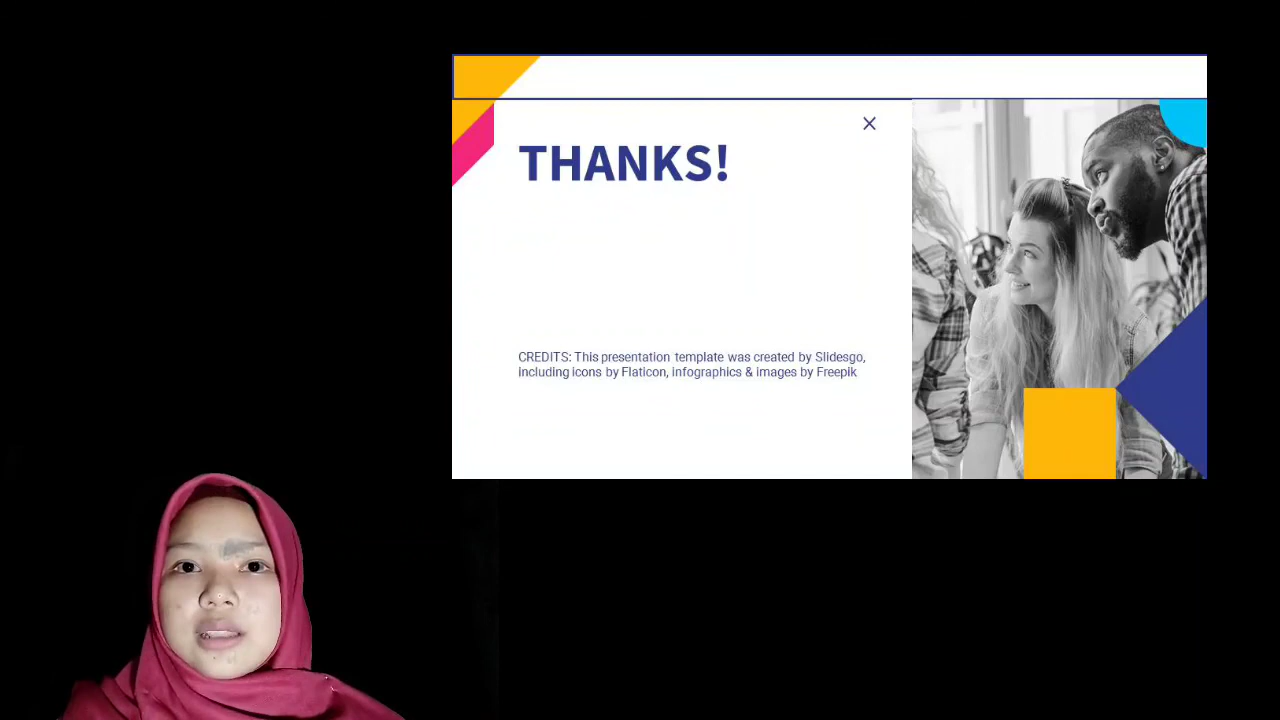 THANKS!
CREDITS: This presentation template was created by Slidesgo,
including icons by Flaticon, infographics & images by Freepik